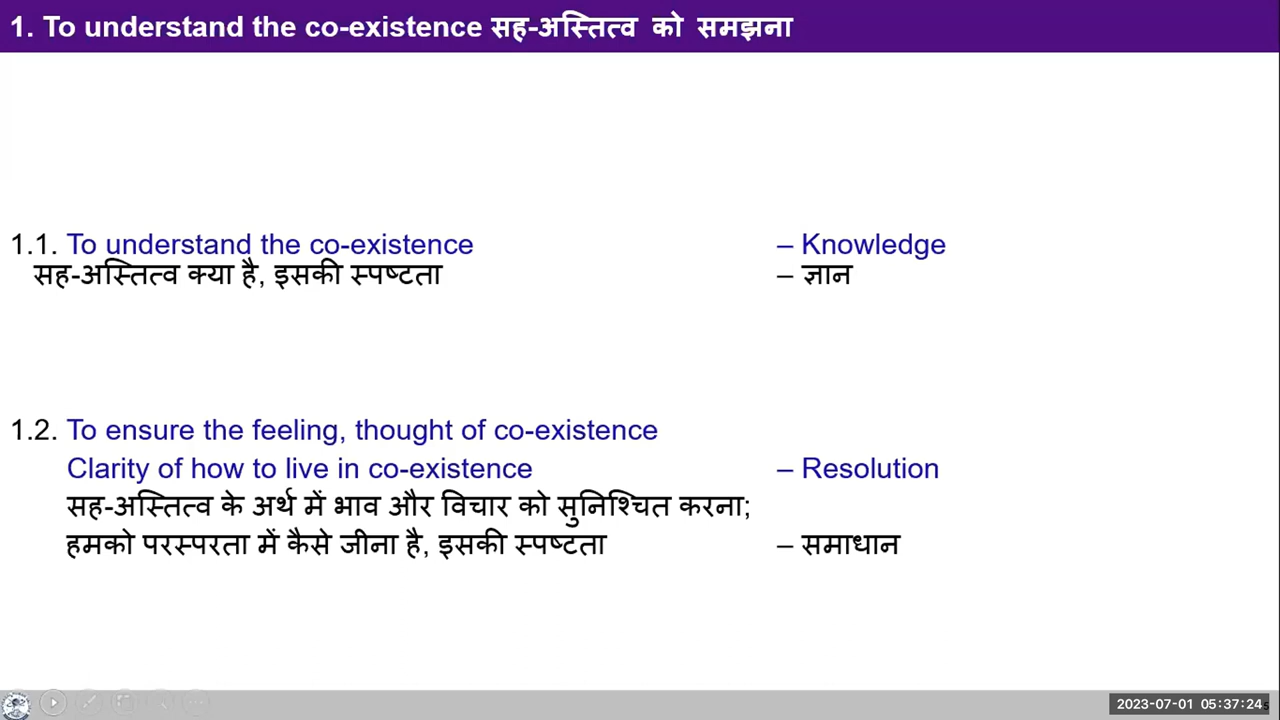 1. To understand the co-existence सह-अस्तित्व को समझना
1.1. To understand the co-existence – Knowledge
सह-अस्तित्व क्या है, इसकी स्पष्टता – ज्ञान
1.2. To ensure the feeling, thought of co-existence
Clarity of how to live in co-existence – Resolution
सह-अस्तित्व के अर्थ में भाव और विचार को सुनिश्चित करना;
हमको परस्परता में कैसे जीना है, इसकी स्पष्टता – समाधान
2023-07-01 05:37:24